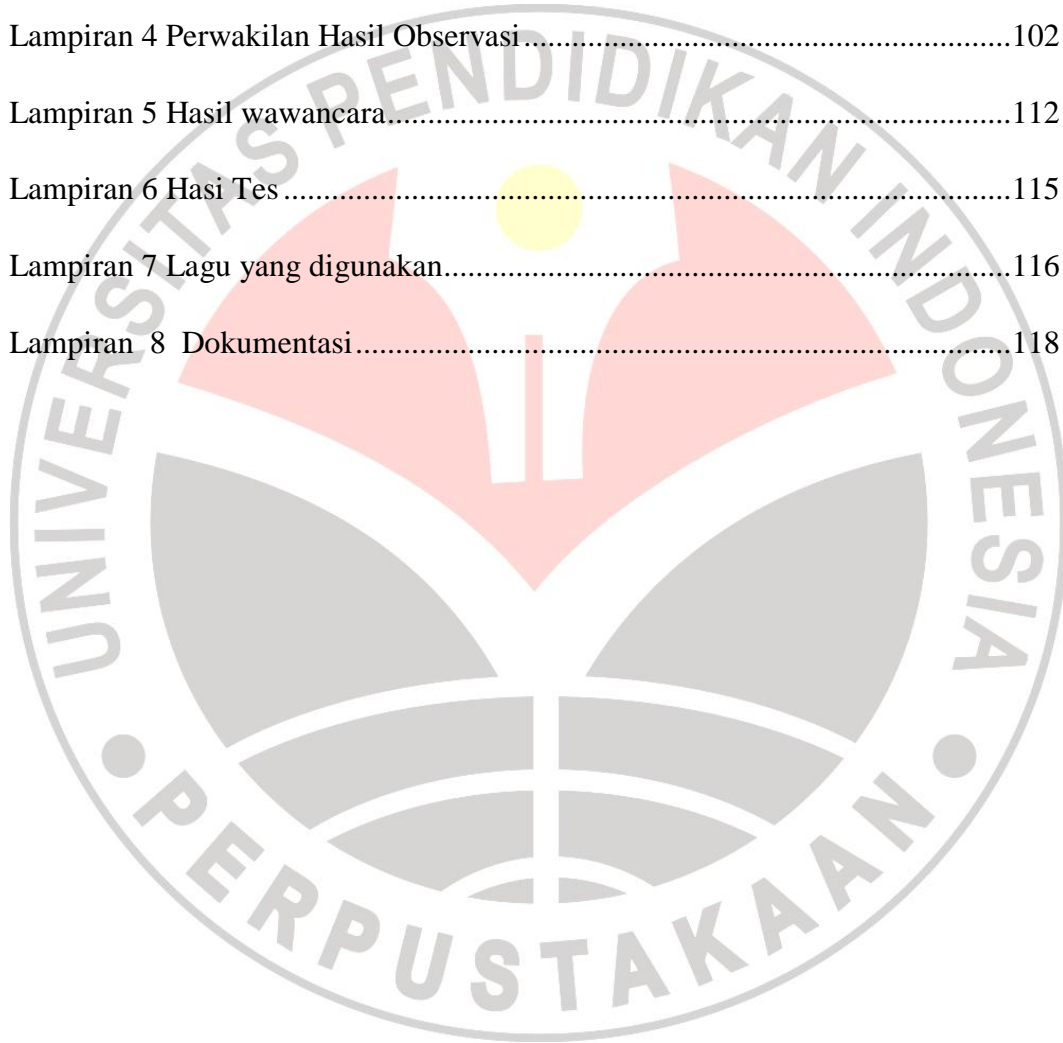 Lampiran 4 Perwakilan Hasil Observasi.............................................................102
Lampiran 5 Hasil wawancara..............................................................................112
Lampiran 6 Hasi Tes...........................................................................................115
Lampiran 7 Lagu yang digunakan.......................................................................116
Lampiran  8  Dokumentasi..................................................................................118
UNIVERSITAS PENDIDIKAN INDONESIA
PERPUSTAKAAN